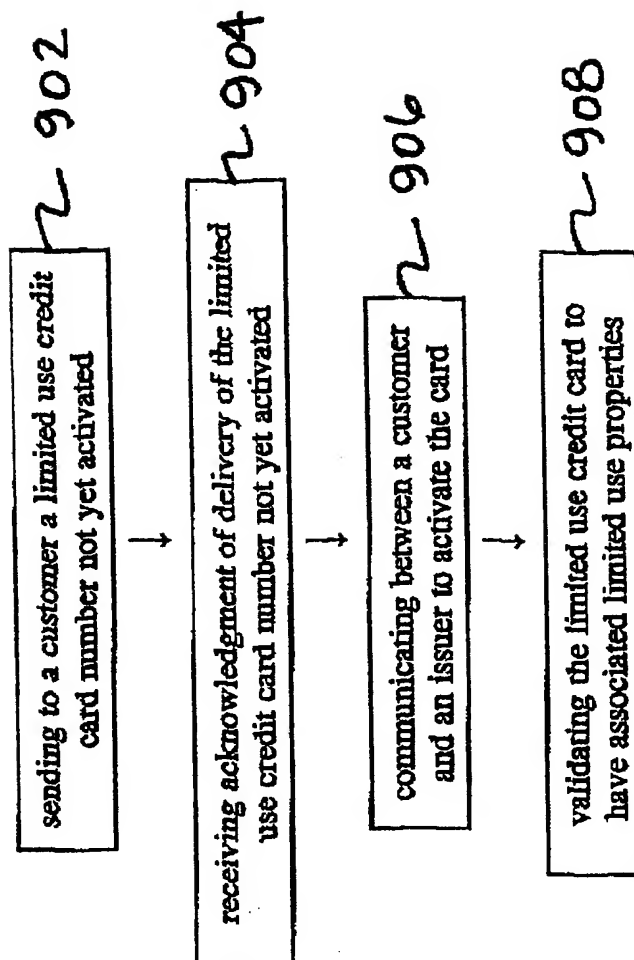 sending to a customer a limited use credit
card number not yet activated
902
receiving acknowledgment of delivery of the limited
use credit card number not yet activated
904
communicating between a customer
and an issuer to activate the card
906
validating the limited use credit card to
have associated limited use properties
908